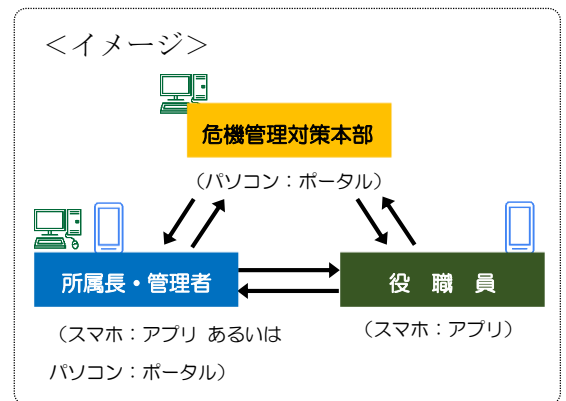 ＜イメージ＞
危機管理対策本部
（パソコン：ポータル）
所属長・管理者
役　職　員
（スマホ：アプリ あるいは
パソコン：ポータル）
（スマホ：アプリ）